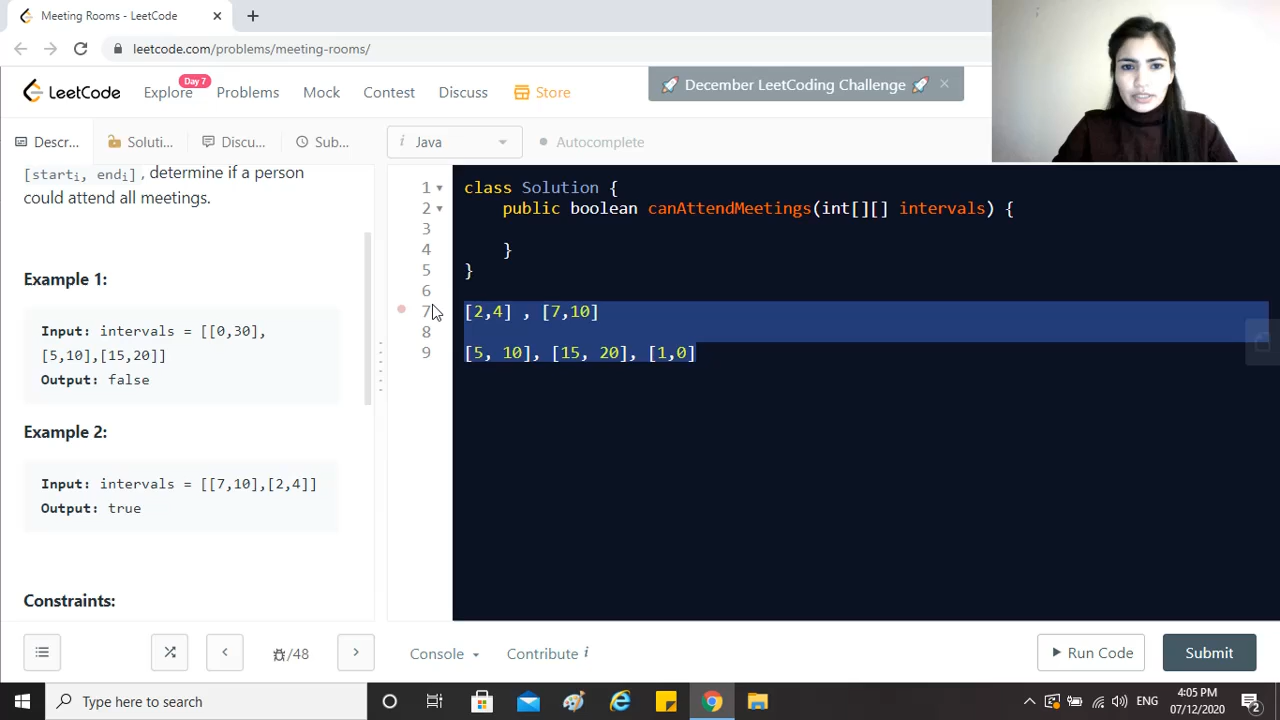 Meeting Rooms - LeetCode
leetcode.com/problems/meeting-rooms/
LeetCode
Explore
Day 7
Problems
Mock
Contest
Discuss
Store
December LeetCoding Challenge
Descr...
Soluti...
Discu...
Sub...
i Java
Autocomplete
[starti, endi], determine if a person
could attend all meetings.
Example 1:
Input: intervals = [[0,30],
[5,10],[15,20]]
Output: false
Example 2:
Input: intervals = [[7,10],[2,4]]
Output: true
Constraints:
1 class Solution {
2 public boolean canAttendMeetings(int[][] intervals) {
3
4 }
5 }
6
7 [2,4] , [7,10]
8
9 [5, 10], [15, 20], [1,0]
/48
Console
Contribute i
Run Code
Submit
Type here to search
ENG
4:05 PM
07/12/2020
2